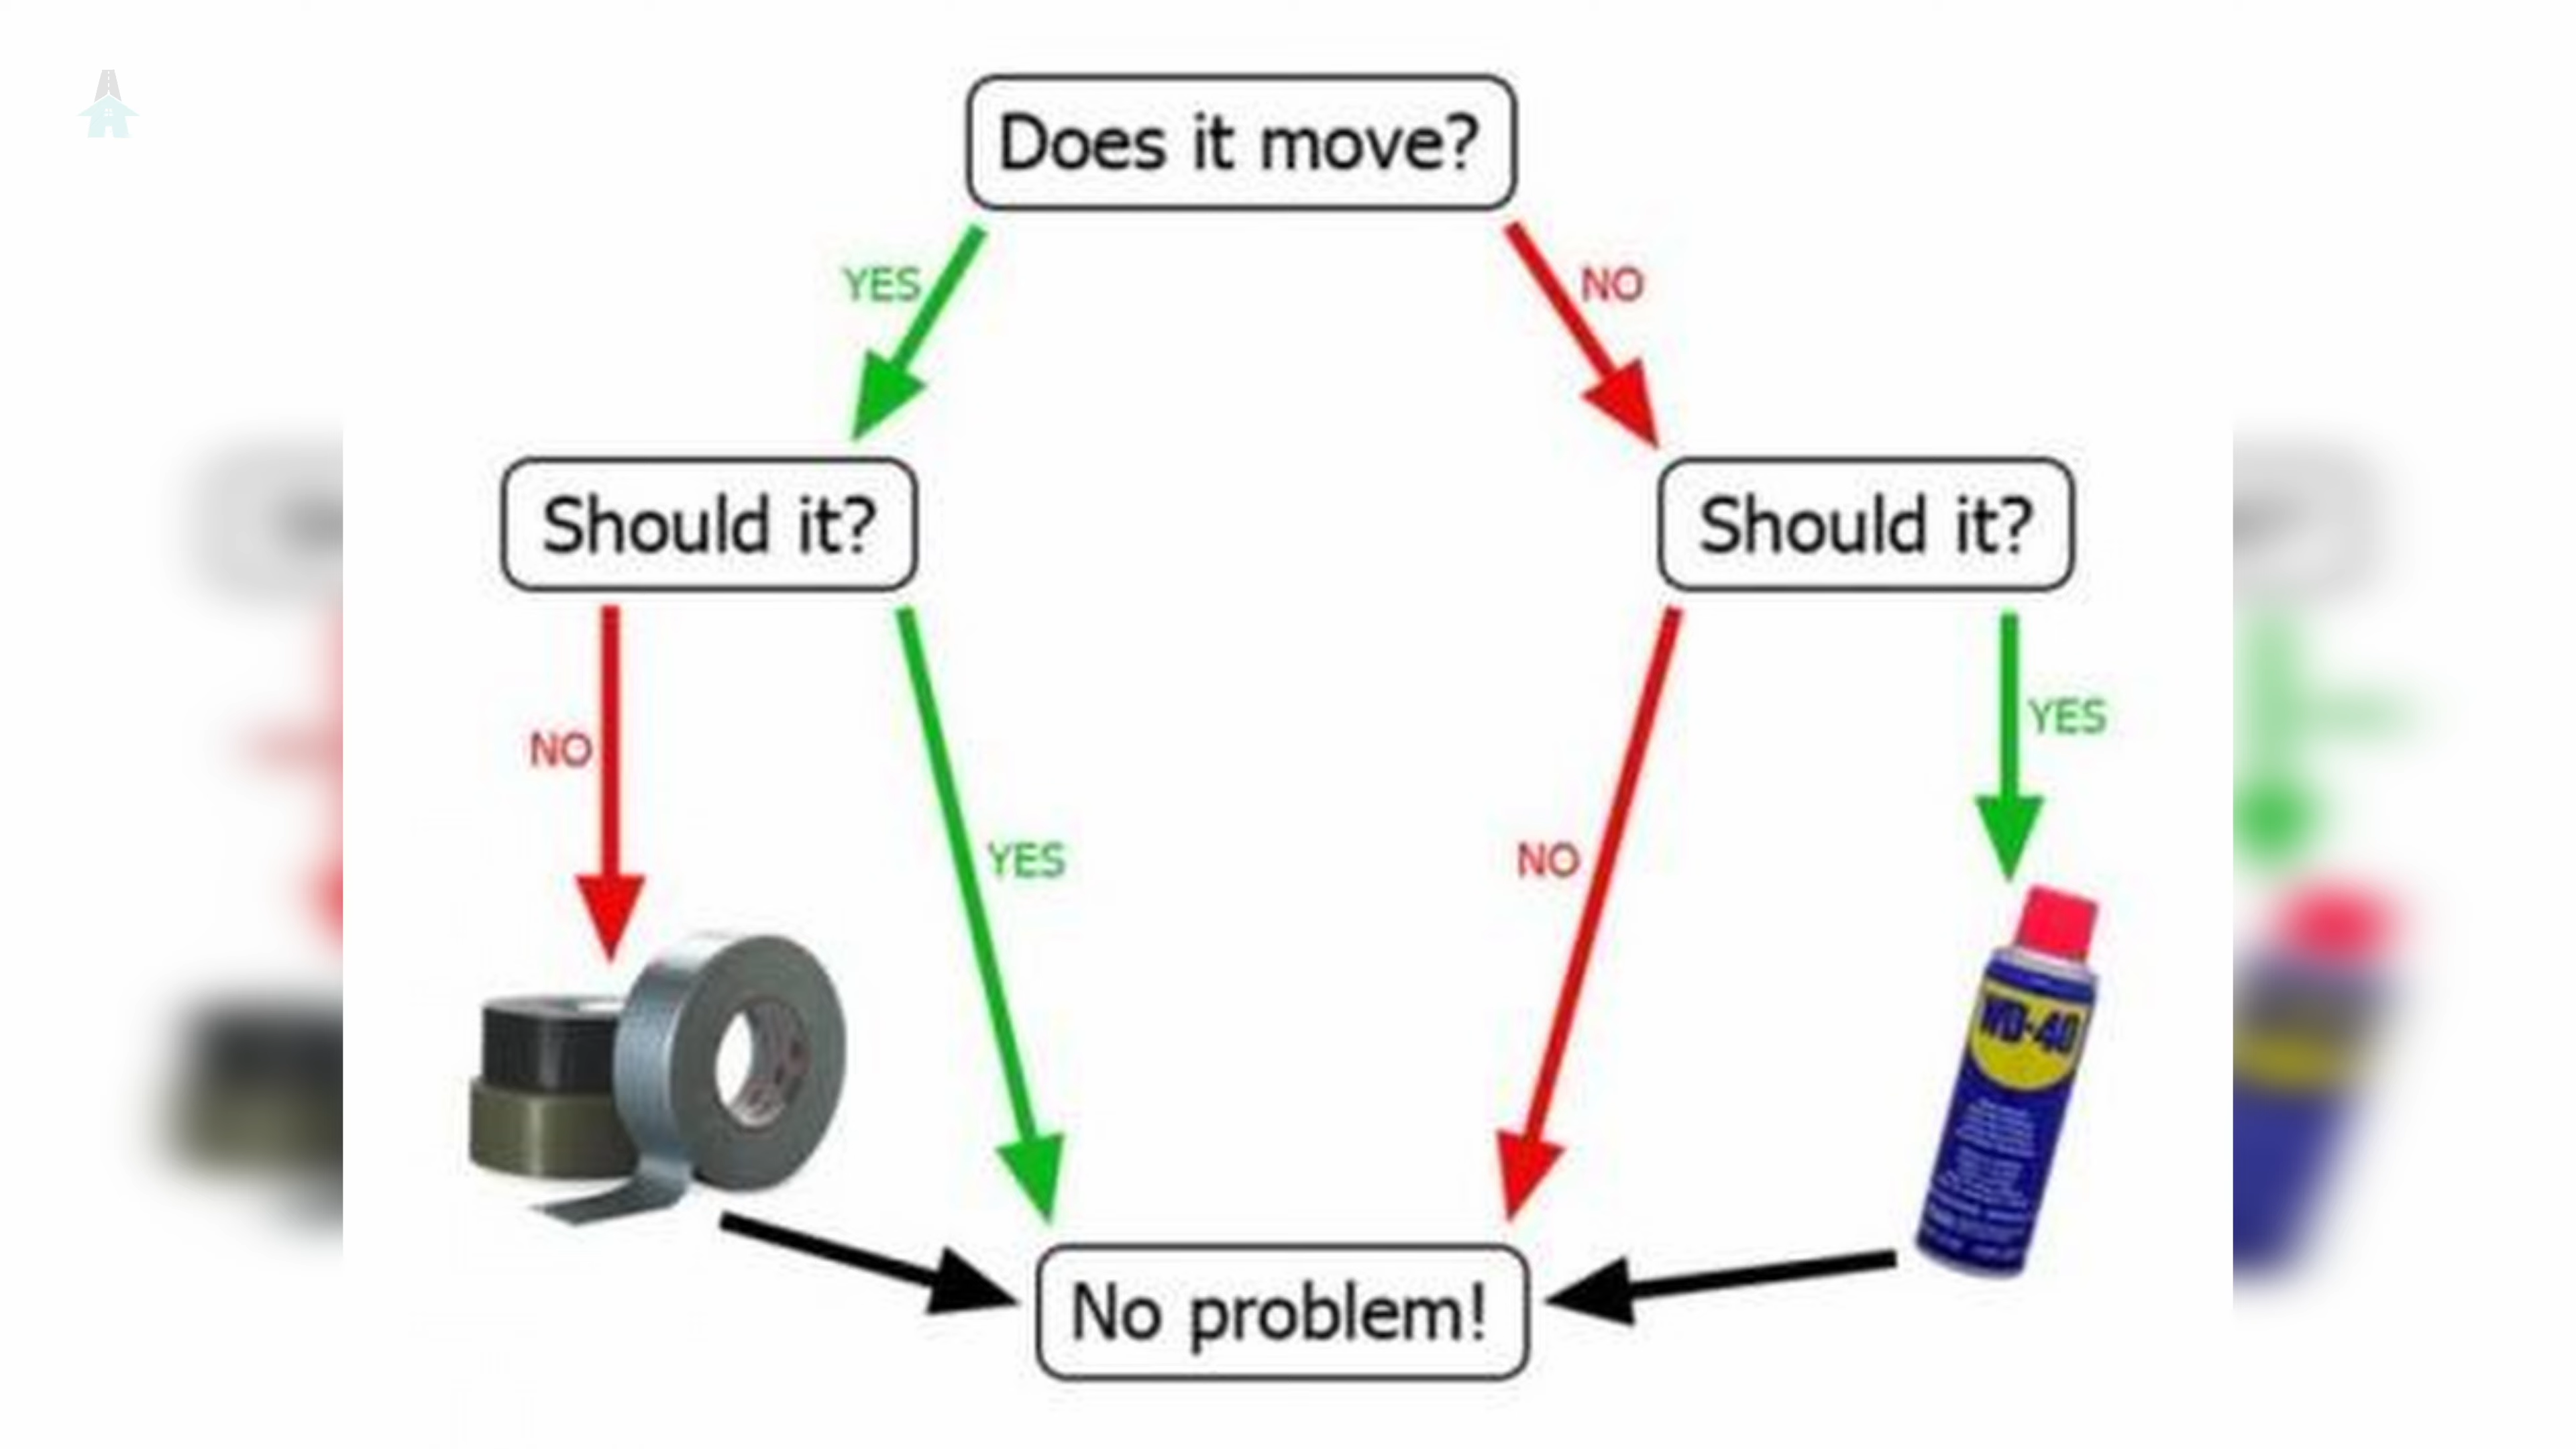 Does it move?
YES
NO
Should it?
Should it?
NO
YES
NO
YES
WD-40
No problem!